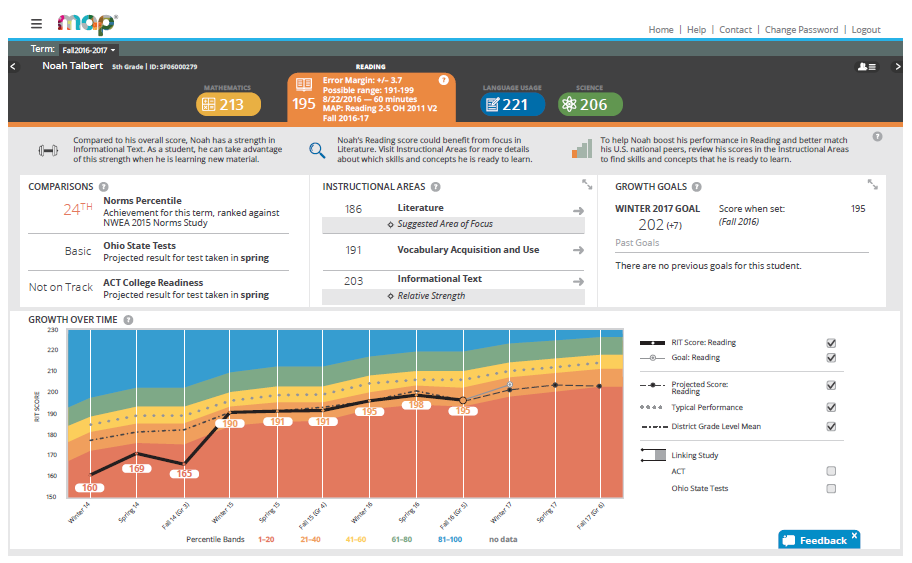 map
Home | Help | Contact | Change Password | Logout
Term: Fall2016-2017
Noah Talbert 5th Grade | ID: SF06000279
READING
MATHEMATICS
213
195
Error Margin: +/– 3.7
Possible range: 191-199
8/22/2016 — 60 minutes
MAP: Reading 2-5 OH 2011 V2
Fall 2016-17
LANGUAGE USAGE
221
SCIENCE
206
Compared to his overall score, Noah has a strength in
Informational Text. As a student, he can take advantage
of this strength when he is learning new material.
Noah's Reading score could benefit from focus in
Literature. Visit Instructional Areas for more details
about which skills and concepts he is ready to learn.
To help Noah boost his performance in Reading and better match
his U.S. national peers, review his scores in the Instructional Areas
to find skills and concepts that he is ready to learn.
COMPARISONS
24TH
Norms Percentile
Achievement for this term, ranked against
NWEA 2015 Norms Study
Basic
Ohio State Tests
Projected result for test taken in spring
Not on Track
ACT College Readiness
Projected result for test taken in spring
INSTRUCTIONAL AREAS
186 Literature
Suggested Area of Focus
191 Vocabulary Acquisition and Use
203 Informational Text
Relative Strength
GROWTH GOALS
WINTER 2017 GOAL
202 (+7)
Score when set: 195
(Fall 2016)
Past Goals
There are no previous goals for this student.
GROWTH OVER TIME
RIT SCORE
230
220
210
200
190
180
170
160
150
160
169
165
190
191
191
195
198
195
Winter 14
Spring 14
Fall 14 (Gr 3)
Winter 15
Spring 15
Fall 15 (Gr 4)
Winter 16
Spring 16
Fall 16 (Gr 5)
Winter 17
Spring 17
Fall 17 (Gr 6)
Percentile Bands 1–20 21–40 41–60 61–80 81–100 no data
RIT Score: Reading
Goal: Reading
Projected Score:
Reading
Typical Performance
District Grade Level Mean
Linking Study
ACT
Ohio State Tests
Feedback X